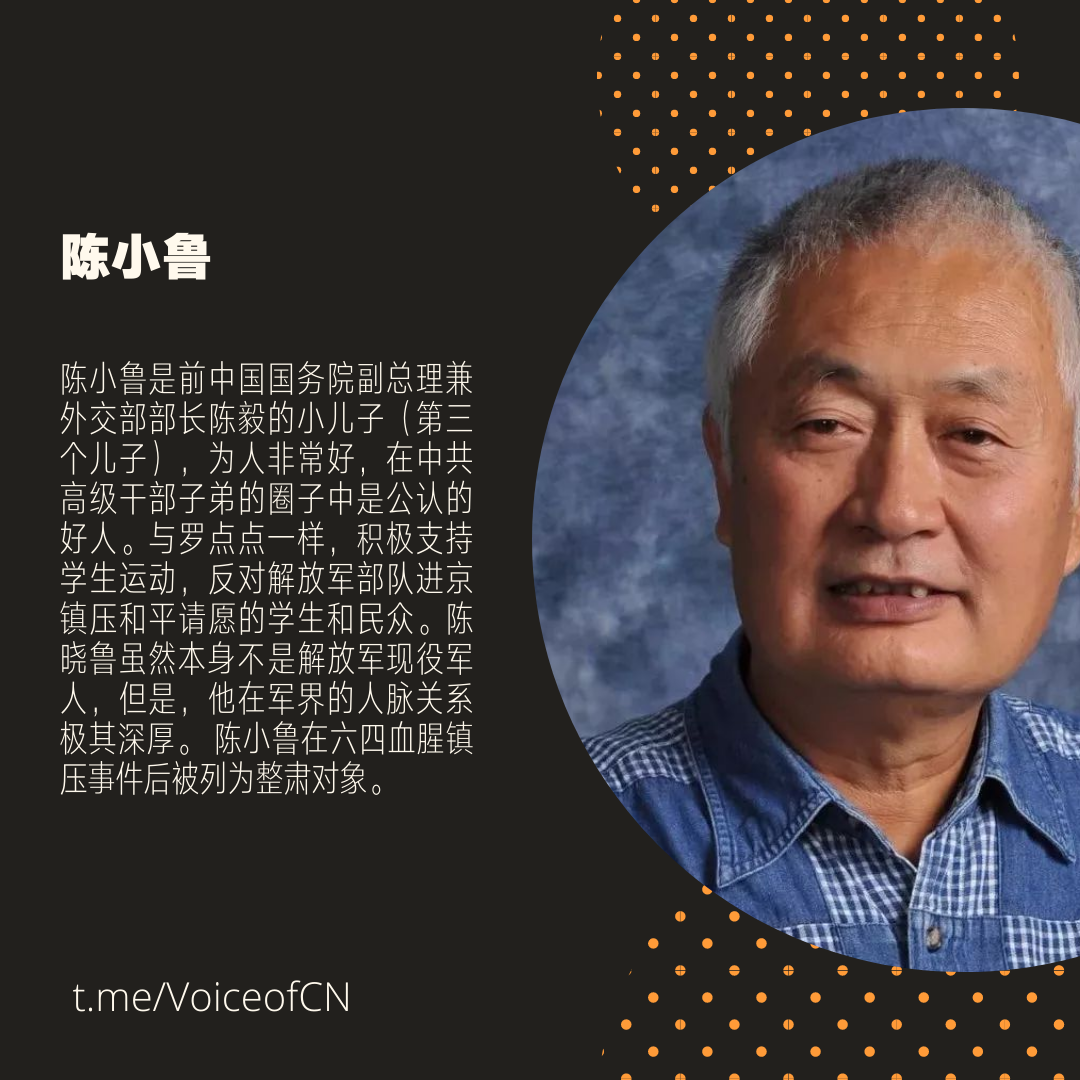 陈小鲁
陈小鲁是前中国国务院副总理兼
外交部部长陈毅的小儿子（第三
个儿子），为人非常好，在中共
高级干部子弟的圈子中是公认的
好人。与罗点点一样，积极支持
学生运动，反对解放军部队进京
镇压和平请愿的学生和民众。陈
晓鲁虽然本身不是解放军现役军
人，但是，他在军界的人脉关系
极其深厚。 陈小鲁在六四血腥镇
压事件后被列为整肃对象。
t.me/VoiceofCN